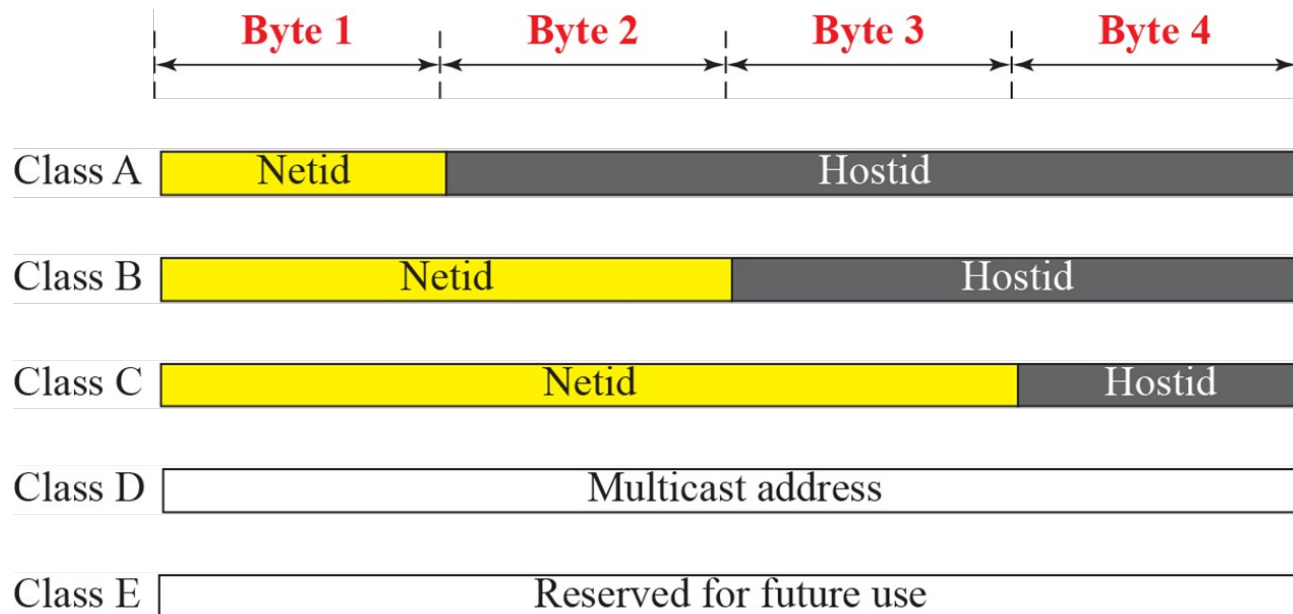 Byte 1 Byte 2 Byte 3 Byte 4
Class A Netid Hostid
Class B Netid Hostid
Class C Netid Hostid
Class D Multicast address
Class E Reserved for future use